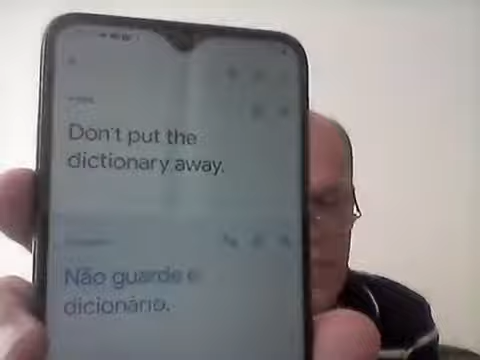 Don't put the
dictionary away.
Não guarde o
dicionário.